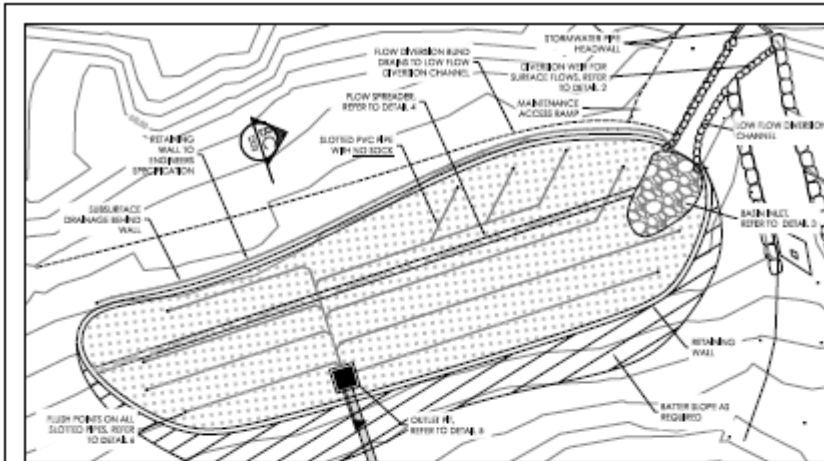 STORMWATER PIPE
HEADWALL
FLOW DIVERSION BUND
DRAINS TO LOW FLOW
DIVERSION CHANNEL
DIVERSION WEIR FOR
SURFACE FLOWS, REFER
TO DETAIL 2
FLOW SPREADER,
REFER TO DETAIL 4
MAINTENANCE
ACCESS RAMP
LOW FLOW DIVERSION
CHANNEL
RETAINING
WALL TO
ENGINEERS
SPECIFICATION
SLOTTED PVC PIPE
WITH NO SOCK
SUBSURFACE
DRAINAGE BEHIND
WALL
BASIN INLET,
REFER TO DETAIL 3
RETAINING
WALL
BATTER SLOPE AS
REQUIRED
FLUSH POINTS ON ALL
SLOTTED PIPES, REFER
TO DETAIL 6
OUTLET PIT,
REFER TO DETAIL 5